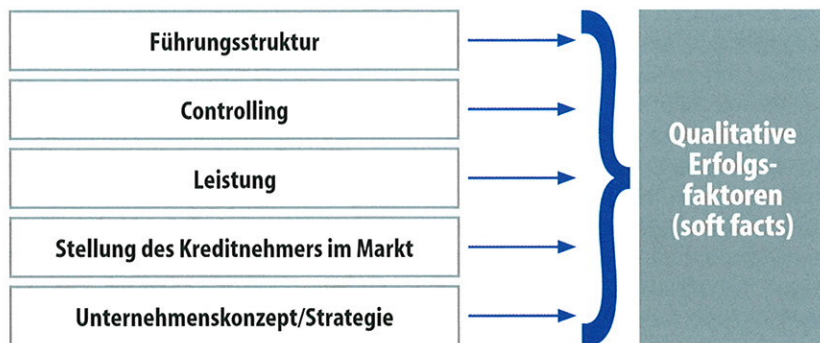 Führungsstruktur
Controlling
Leistung
Stellung des Kreditnehmers im Markt
Unternehmenskonzept/Strategie
Qualitative
Erfolgs-
faktoren
(soft facts)